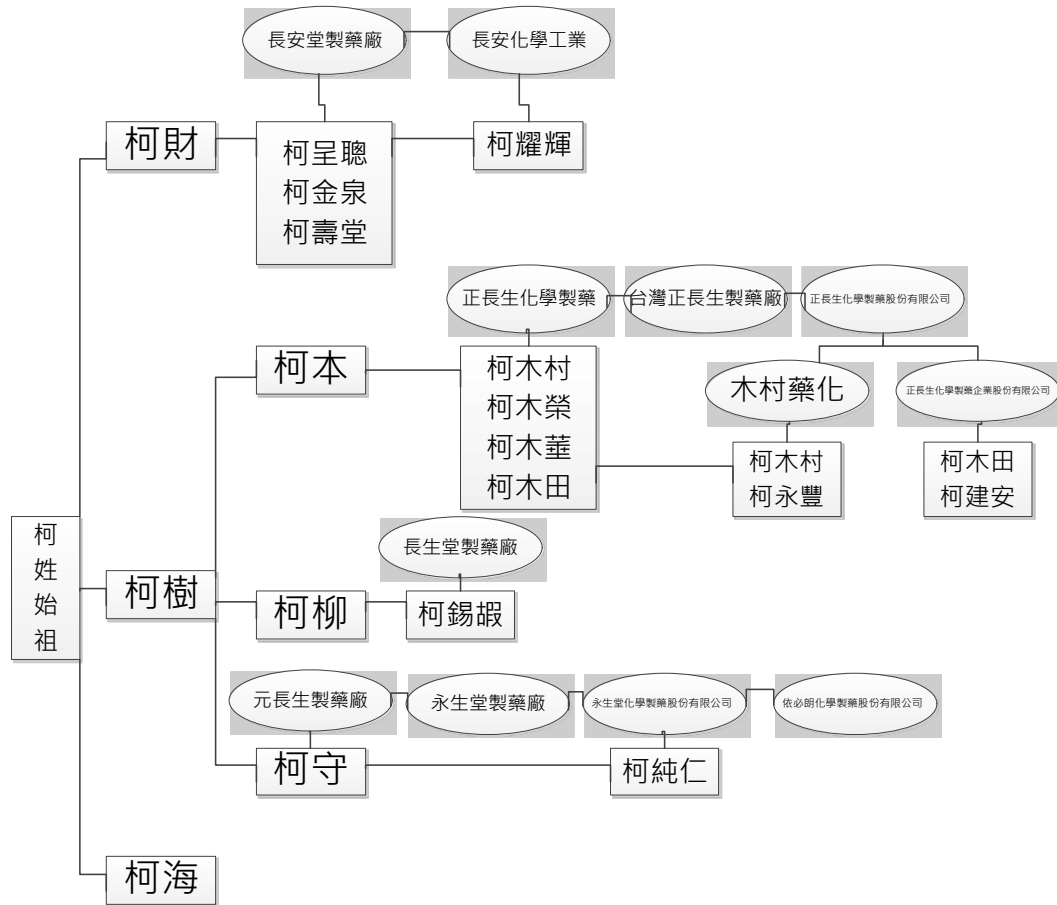 長安堂製藥廠
長安化學工業
柯財
柯呈聰
柯金泉
柯壽堂
柯耀輝
正長生化學製藥
台灣正長生製藥廠
正長生化學製藥股份有限公司
柯本
柯木村
柯木榮
柯木華
柯木田
木村藥化
正長生化學製藥企業股份有限公司
柯木村
柯永豐
柯木田
柯建安
柯
姓
始
祖
長生堂製藥廠
柯樹
柯柳
柯錫嘏
元長生製藥廠
永生堂製藥廠
永生堂化學製藥股份有限公司
依必朗化學製藥股份有限公司
柯守
柯純仁
柯海